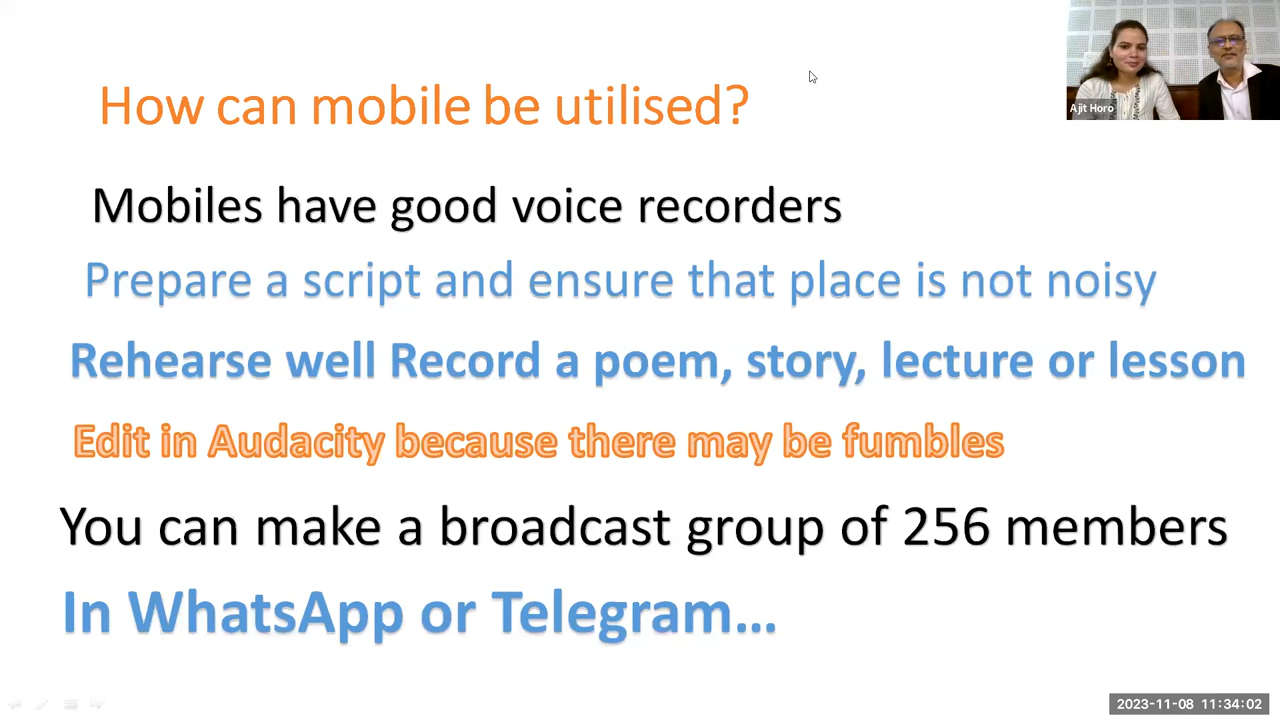 Ajit Horo
How can mobile be utilised?
Mobiles have good voice recorders
Prepare a script and ensure that place is not noisy
Rehearse well Record a poem, story, lecture or lesson
Edit in Audacity because there may be fumbles
You can make a broadcast group of 256 members
In WhatsApp or Telegram...
2023-11-08 11:34:02